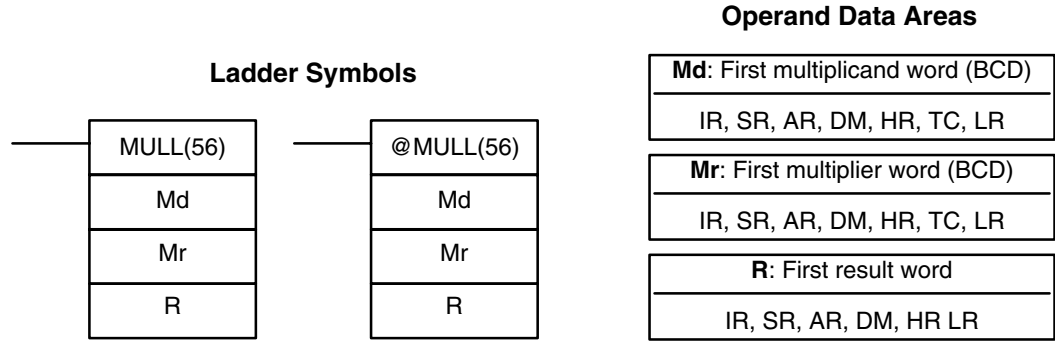 Operand Data Areas
Ladder Symbols
MULL(56)
Md
Mr
R
@MULL(56)
Md
Mr
R
Md: First multiplicand word (BCD)
IR, SR, AR, DM, HR, TC, LR
Mr: First multiplier word (BCD)
IR, SR, AR, DM, HR, TC, LR
R: First result word
IR, SR, AR, DM, HR LR